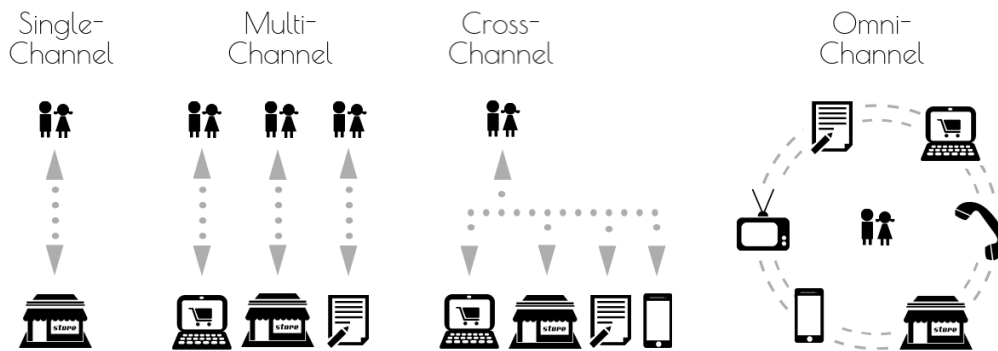 Single-
Channel
Multi-
Channel
Cross-
Channel
Omni-
Channel
store
store
store
store